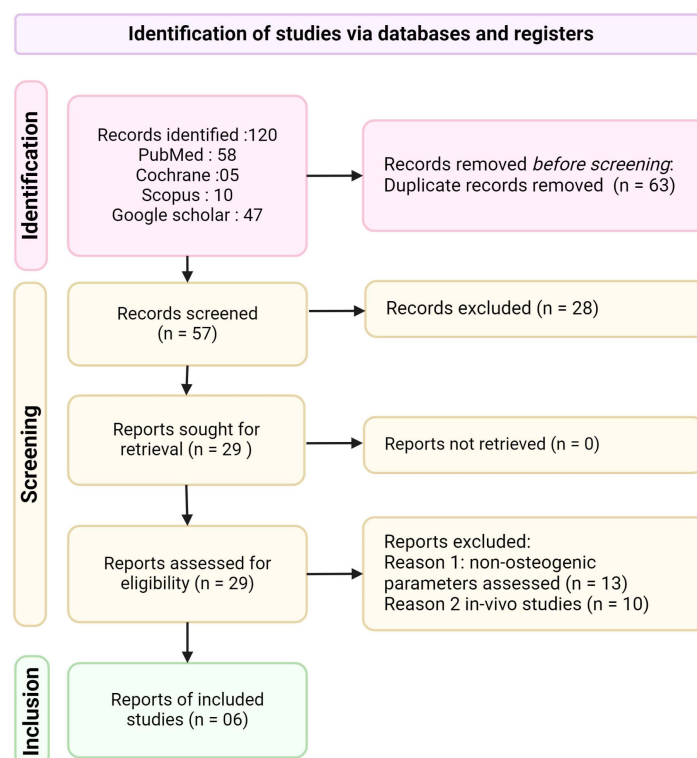 Identification of studies via databases and registers
Identification
Records identified :120
PubMed : 58
Cochrane :05
Scopus : 10
Google scholar : 47
Records removed before screening:
Duplicate records removed (n = 63)
Screening
Records screened
(n = 57)
Records excluded (n = 28)
Reports sought for
retrieval (n = 29 )
Reports not retrieved (n = 0)
Reports assessed for
eligibility (n = 29)
Reports excluded:
Reason 1: non-osteogenic
parameters assessed (n = 13)
Reason 2 in-vivo studies (n = 10)
Inclusion
Reports of included
studies (n = 06)